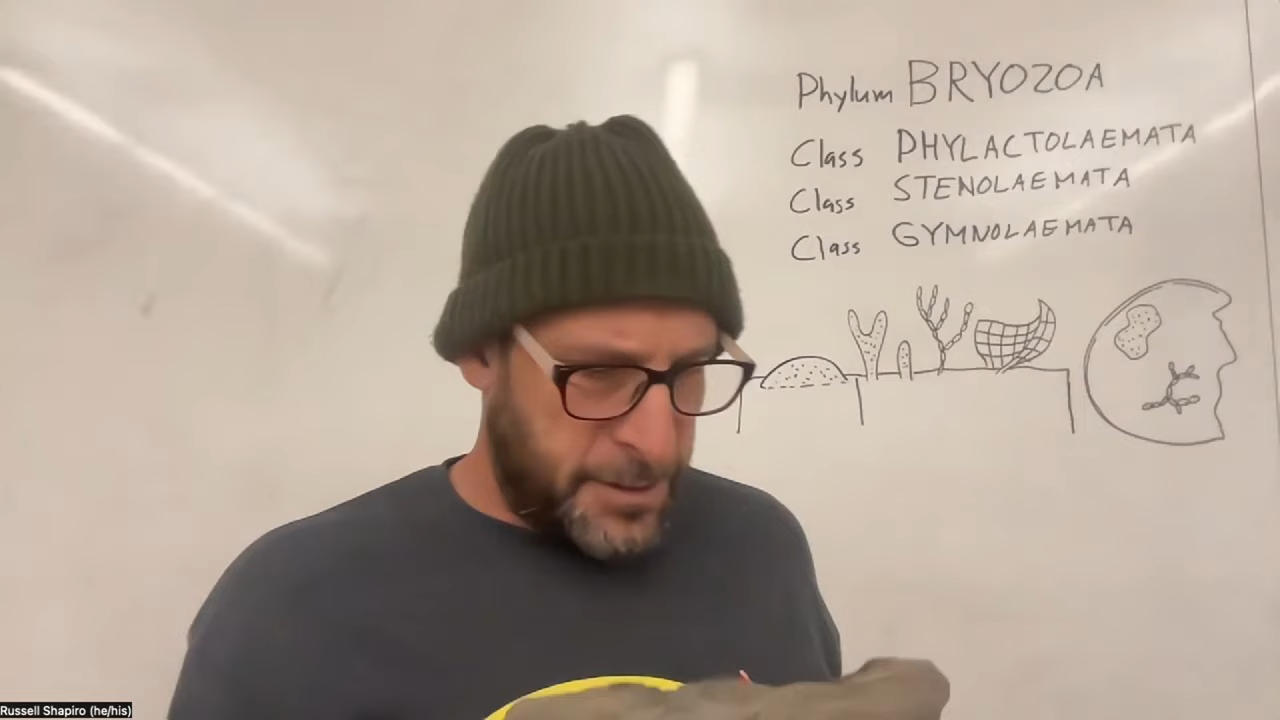 Phylum BRYOZOA
Class PHYLACTOLAEMATA
Class STENOLAEMATA
Class GYMNOLAEMATA
Russell Shapiro (he/his)